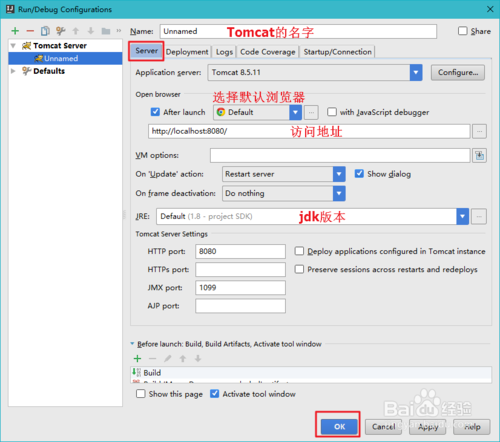 Run/Debug Configurations
Name: Unnamed Tomcat的名字 Share
Tomcat Server
Unnamed
Defaults
Server Deployment Logs Code Coverage Startup/Connection
Application server: Tomcat 8.5.11 Configure...
Open browser 选择默认浏览器
After launch Default ... with JavaScript debugger
http://localhost:8080/ 访问地址 ...
VM options:
On 'Update' action: Restart server Show dialog
On frame deactivation: Do nothing
JRE: Default (1.8 - project SDK) jdk版本 ...
Tomcat Server Settings
HTTP port: 8080 Deploy applications configured in Tomcat instance
HTTPs port: Preserve sessions across restarts and redeploys
JMX port: 1099
AJP port:
Before launch: Build, Build Artifacts, Activate tool window
Build
Show this page Activate tool window
OK Cancel Apply Help
Bai 经验